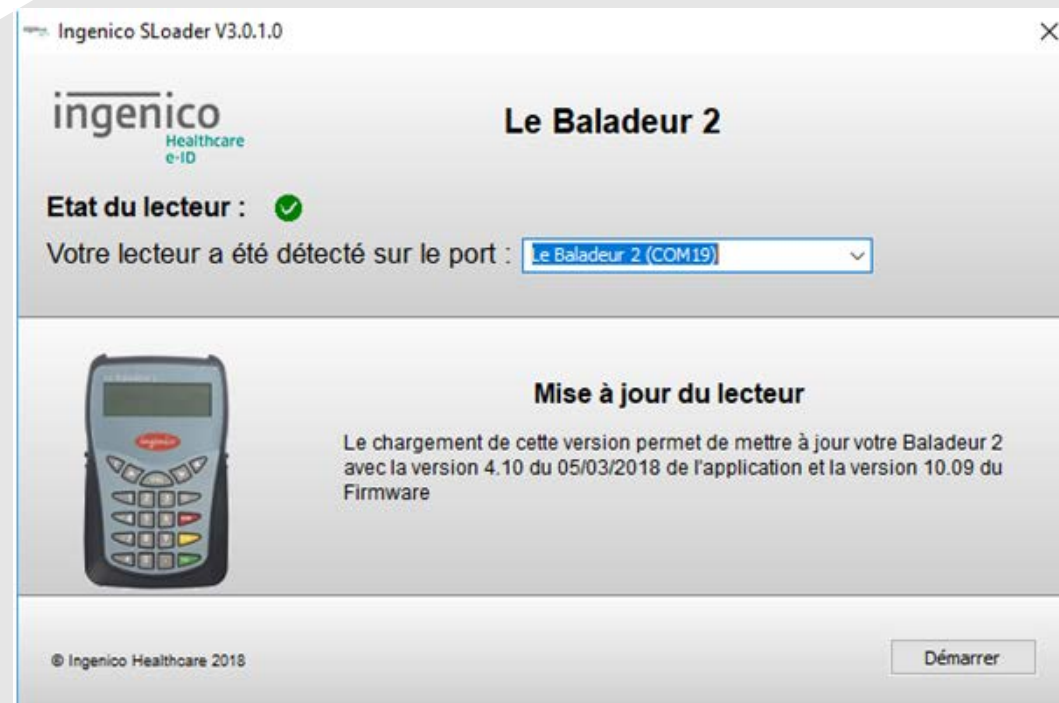 Ingenico SLoader V3.0.1.0
ingenico
Healthcare
e-ID
Le Baladeur 2
Etat du lecteur :
Votre lecteur a été détecté sur le port :
Le Baladeur 2 (COM19)
Mise à jour du lecteur
Le chargement de cette version permet de mettre à jour votre Baladeur 2
avec la version 4.10 du 05/03/2018 de l'application et la version 10.09 du
Firmware
ingenico
© Ingenico Healthcare 2018
Démarrer